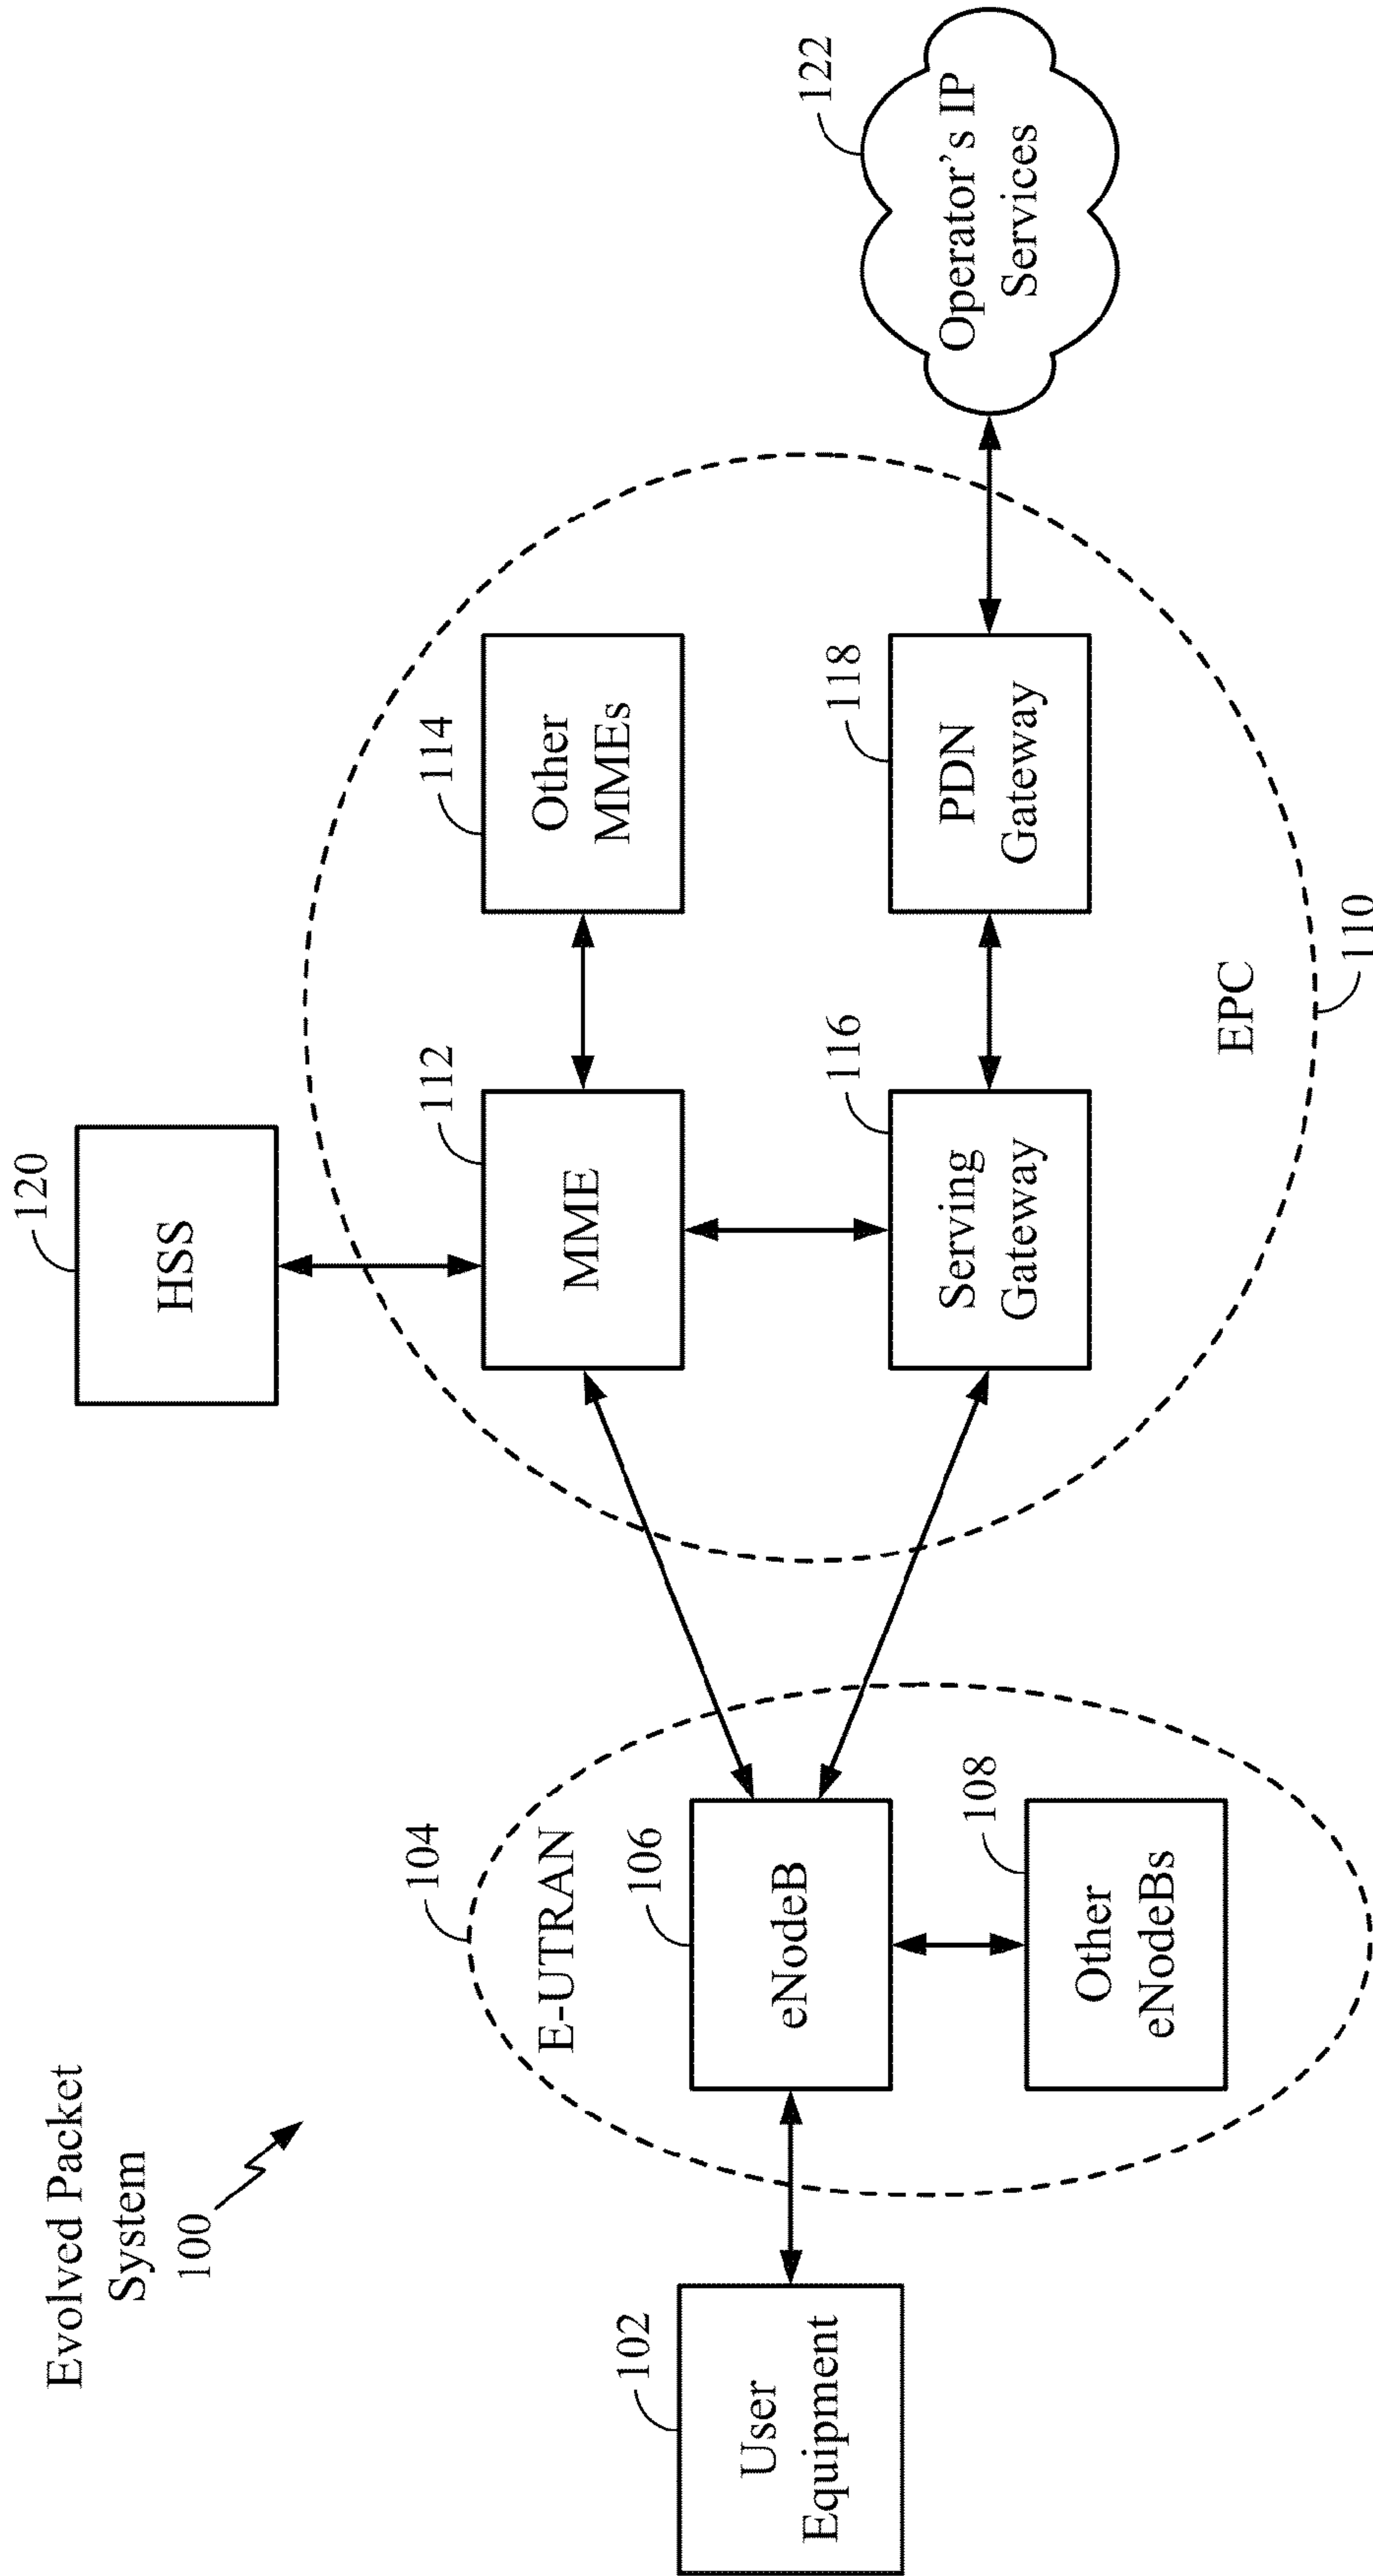 Evolved Packet
System
100
120
HSS
104
E-UTRAN
112
MME
114
Other
MMEs
102
User
Equipment
106
eNodeB
108
Other
eNodeBs
116
Serving
Gateway
118
PDN
Gateway
122
Operator's IP
Services
EPC
110